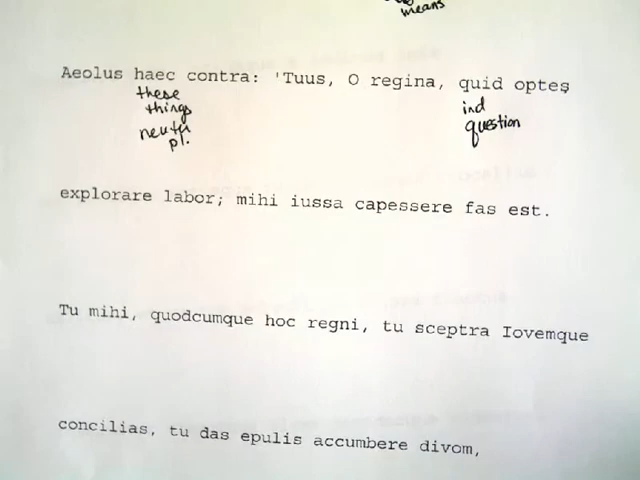 means
Aeolus haec contra: 'Tuus, O regina, quid optes
these
things
neuter
pl.
ind
question
explorare labor; mihi iussa capessere fas est.
Tu mihi, quodcumque hoc regni, tu sceptra Iovemque
concilias, tu das epulis accumbere divom,